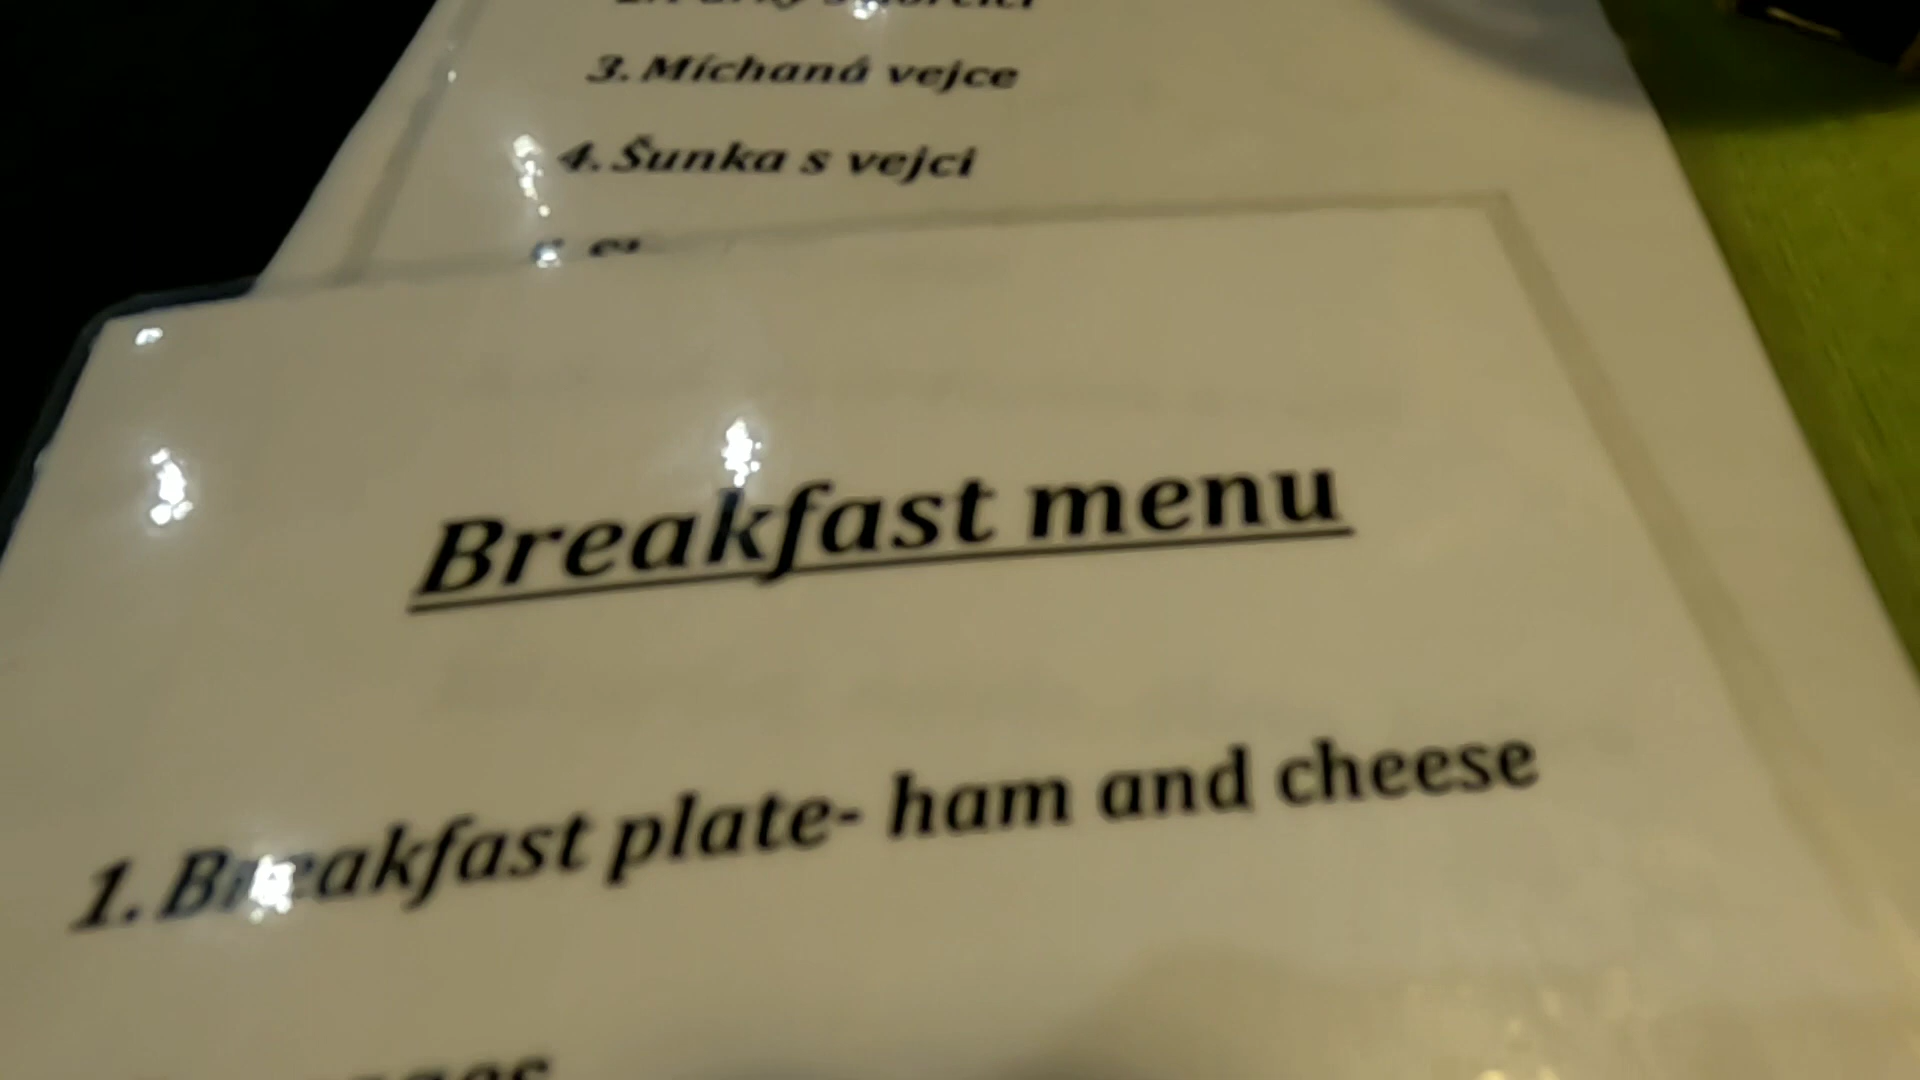 3. Míchaná vejce
4. Šunka s vejci
Breakfast menu
1. Breakfast plate- ham and cheese